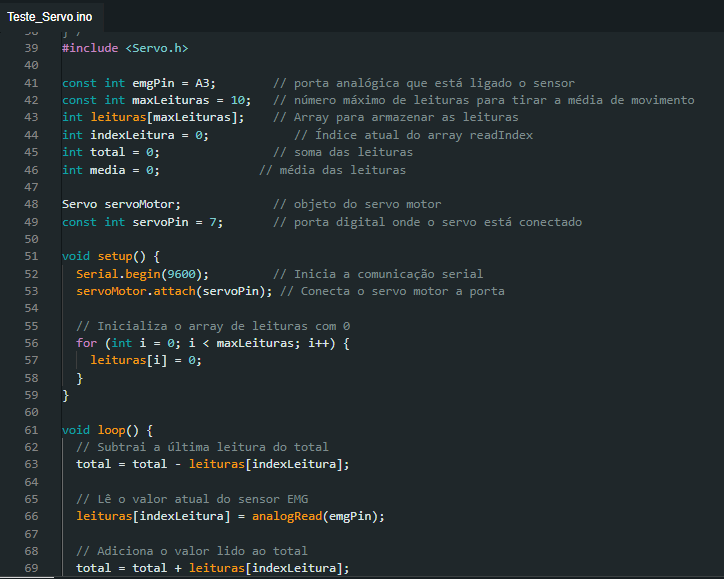 Teste_Servo.ino
39 #include <Servo.h>
40
41 const int emgPin = A3; // porta analógica que está ligado o sensor
42 const int maxLeituras = 10; // número máximo de leituras para tirar a média de movimento
43 int leituras[maxLeituras]; // Array para armazenar as leituras
44 int indexLeitura = 0; // Índice atual do array readIndex
45 int total = 0; // soma das leituras
46 int media = 0; // média das leituras
47
48 Servo servoMotor; // objeto do servo motor
49 const int servoPin = 7; // porta digital onde o servo está conectado
50
51 void setup() {
52 Serial.begin(9600); // Inicia a comunicação serial
53 servoMotor.attach(servoPin); // Conecta o servo motor a porta
54
55 // Inicializa o array de leituras com 0
56 for (int i = 0; i < maxLeituras; i++) {
57 leituras[i] = 0;
58 }
59 }
60
61 void loop() {
62 // Subtrai a última leitura do total
63 total = total - leituras[indexLeitura];
64
65 // Lê o valor atual do sensor EMG
66 leituras[indexLeitura] = analogRead(emgPin);
67
68 // Adiciona o valor lido ao total
69 total = total + leituras[indexLeitura];